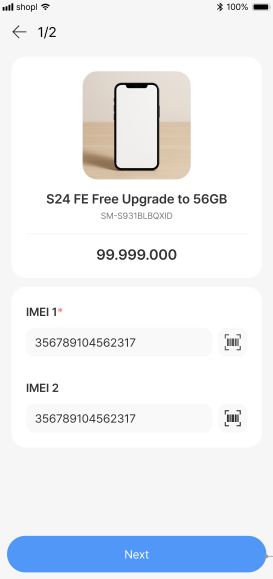 shopl
100%
1/2
S24 FE Free Upgrade to 56GB
SM-S931BLBQXID
99.999.000
IMEI 1*
356789104562317
IMEI 2
356789104562317
Next